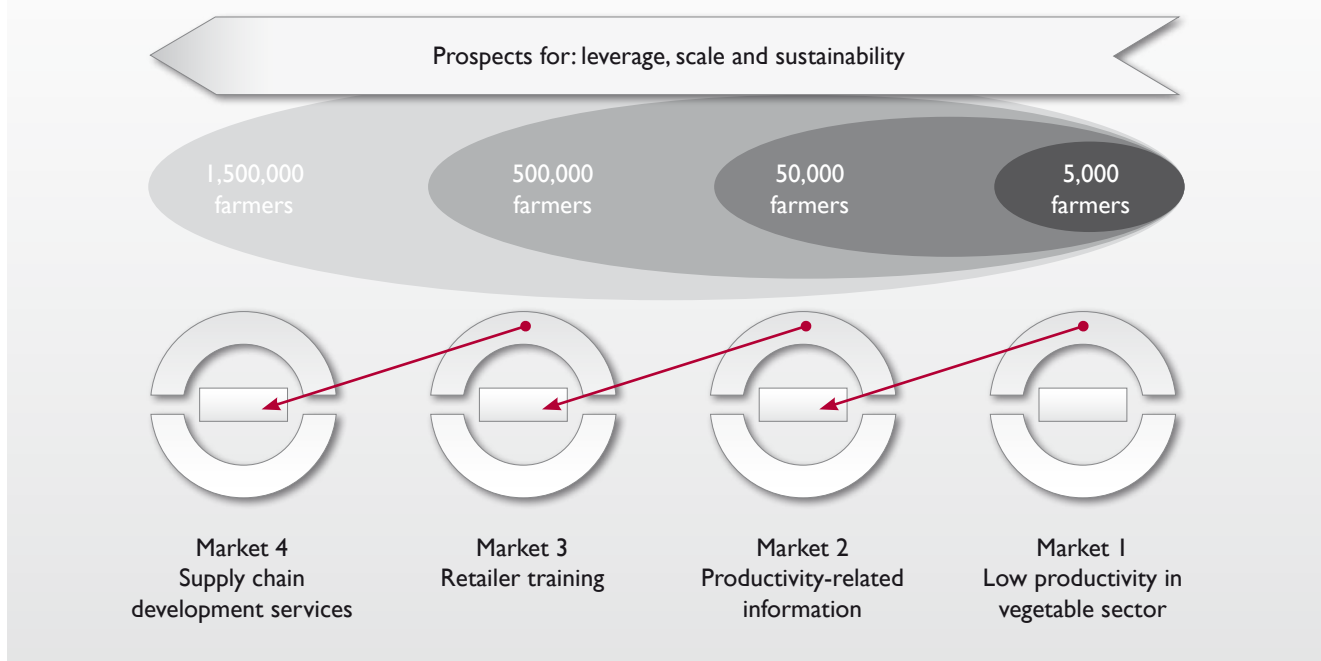 Prospects for: leverage, scale and sustainability
1,500,000
farmers
500,000
farmers
50,000
farmers
5,000
farmers
Market 4
Supply chain
development services
Market 3
Retailer training
Market 2
Productivity-related
information
Market 1
Low productivity in
vegetable sector